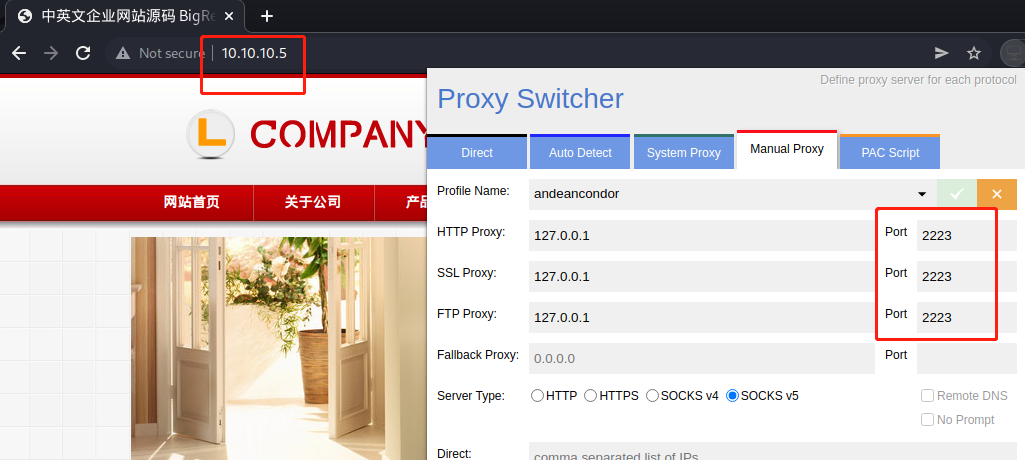 中英文企业网站源码 BigRe
Not secure
10.10.10.5
Define proxy server for each protocol
Proxy Switcher
Direct
Auto Detect
System Proxy
Manual Proxy
PAC Script
L COMPANY
网站首页
关于公司
产品
Profile Name:
andeancondor
HTTP Proxy:
127.0.0.1
Port
2223
SSL Proxy:
127.0.0.1
Port
2223
FTP Proxy:
127.0.0.1
Port
2223
Fallback Proxy:
0.0.0.0
Port
Server Type:
HTTP
HTTPS
SOCKS v4
SOCKS v5
Remote DNS
No Prompt
Direct:
comma separated list of IPs